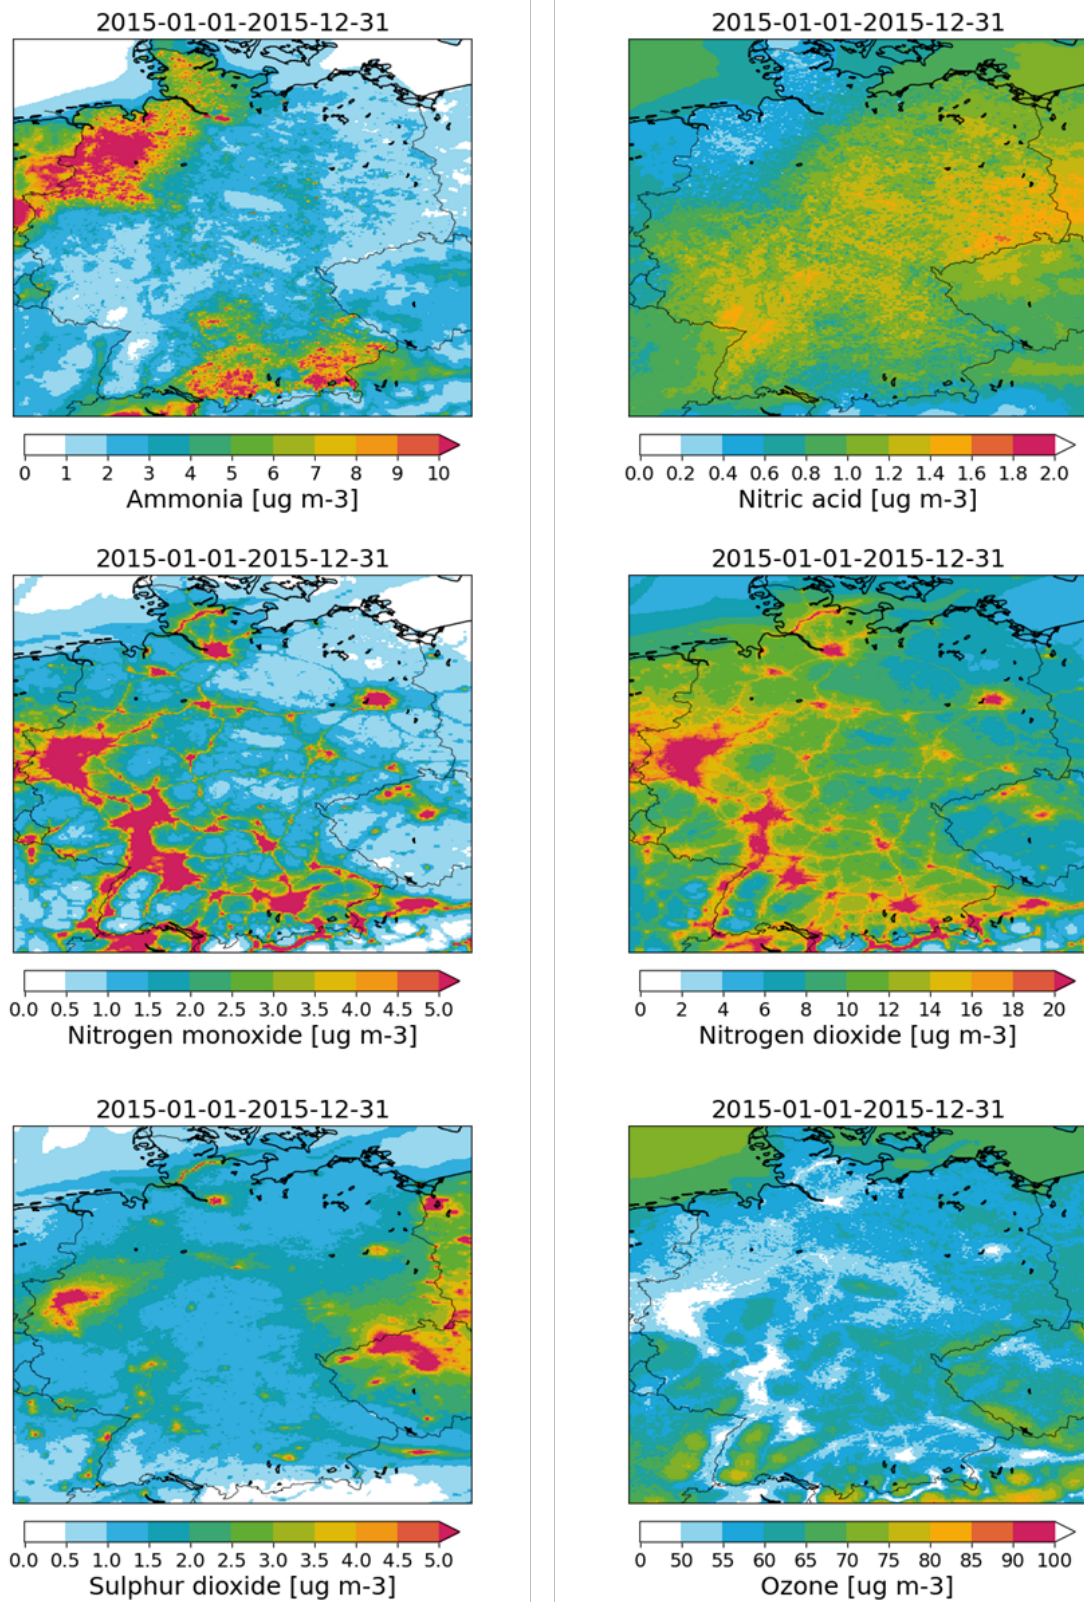 2015-01-01-2015-12-31
2015-01-01-2015-12-31
0 1 2 3 4 5 6 7 8 9 10
Ammonia [ug m-3]
0.0 0.2 0.4 0.6 0.8 1.0 1.2 1.4 1.6 1.8 2.0
Nitric acid [ug m-3]
2015-01-01-2015-12-31
2015-01-01-2015-12-31
0.0 0.5 1.0 1.5 2.0 2.5 3.0 3.5 4.0 4.5 5.0
Nitrogen monoxide [ug m-3]
0 2 4 6 8 10 12 14 16 18 20
Nitrogen dioxide [ug m-3]
2015-01-01-2015-12-31
2015-01-01-2015-12-31
0.0 0.5 1.0 1.5 2.0 2.5 3.0 3.5 4.0 4.5 5.0
Sulphur dioxide [ug m-3]
0 50 55 60 65 70 75 80 85 90 100
Ozone [ug m-3]